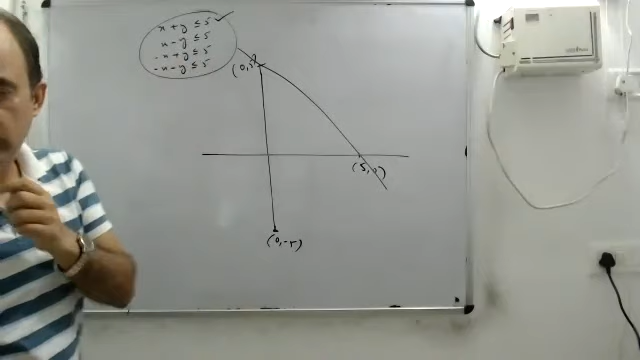 x + y ≤ 5 ✓
x - y ≤ 5
-x + y ≤ 5
-x - y ≤ 5
y
(0,5)
(5,0)
(0,-5)